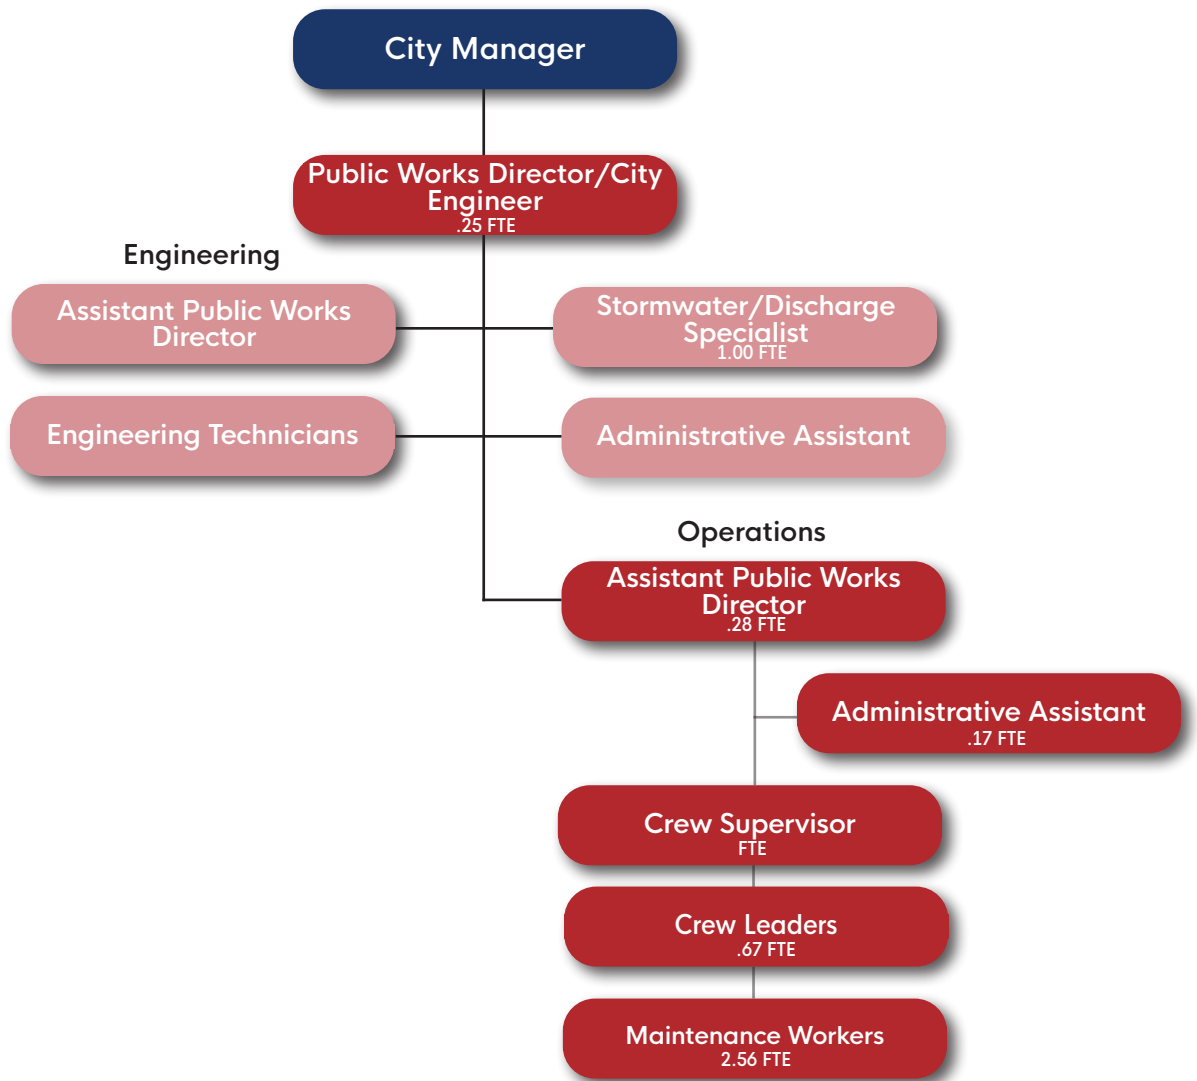 City Manager
Public Works Director/City
Engineer
.25 FTE
Engineering
Assistant Public Works
Director
Stormwater/Discharge
Specialist
1.00 FTE
Engineering Technicians
Administrative Assistant
Operations
Assistant Public Works
Director
.28 FTE
Administrative Assistant
.17 FTE
Crew Supervisor
FTE
Crew Leaders
.67 FTE
Maintenance Workers
2.56 FTE